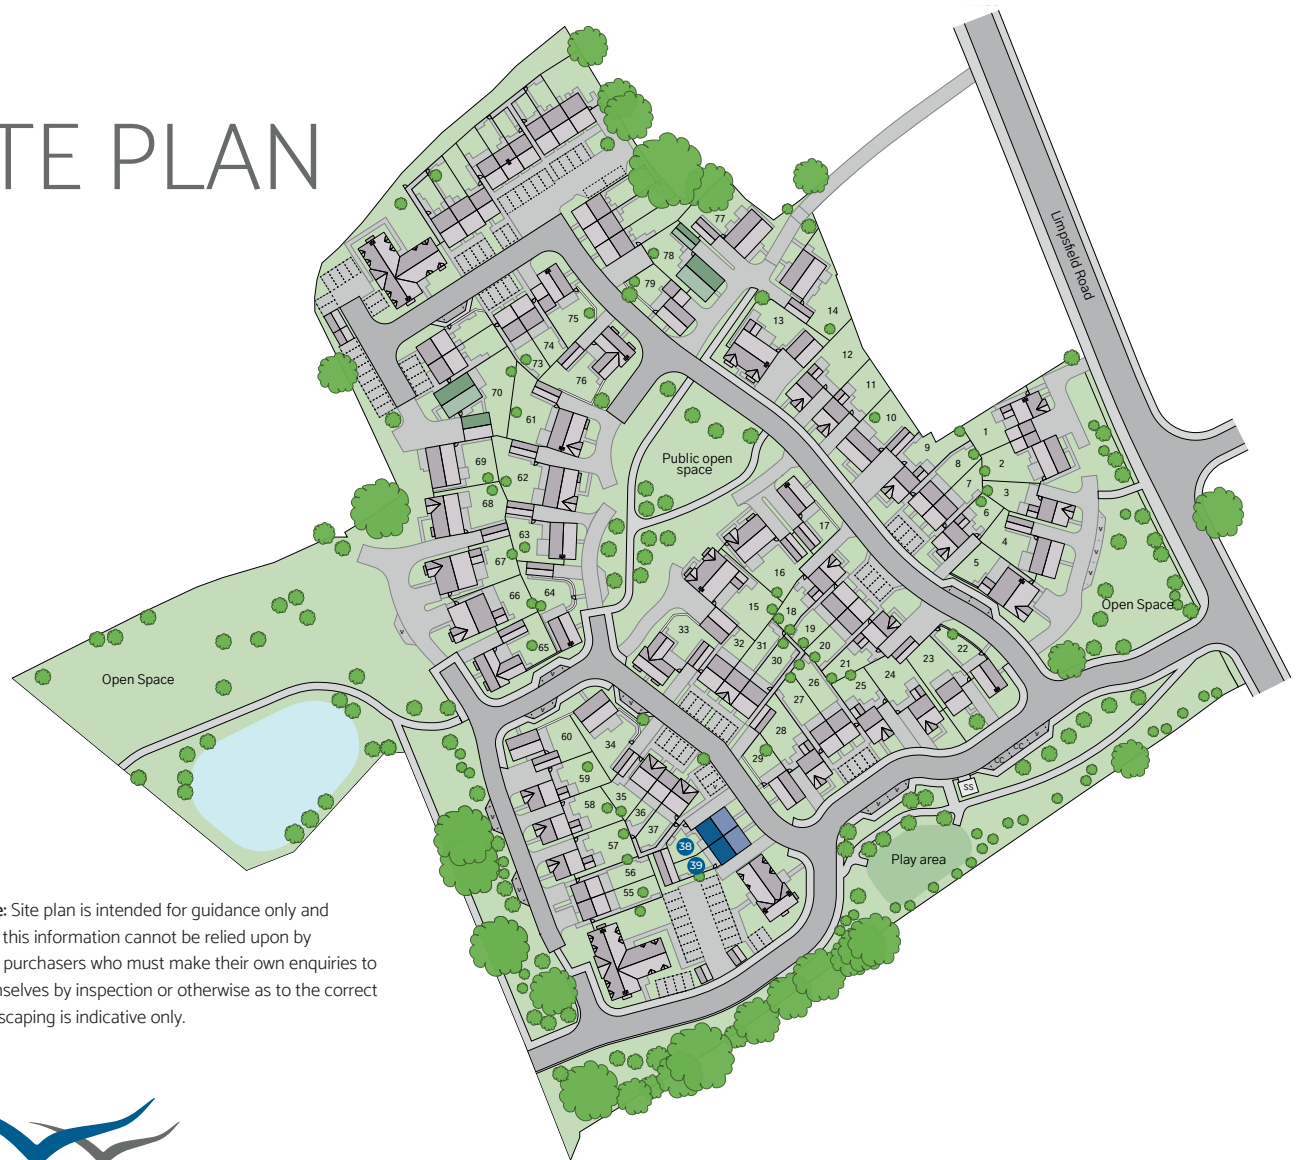 TE PLAN
Limpsfield Road
77
78
79
13
14
75
74
73
76
12
11
10
70
61
9
1
8
2
7
3
6
4
5
69
62
68
63
67
66
64
65
Public open
space
17
16
15
18
19
20
21
22
23
24
25
26
27
28
29
30
31
32
33
Open Space
Open Space
60
34
59
58
35
36
37
57
56
55
38
39
v
v
v
v
v
v
v
v
v
v
v
v
CC
CC
SS
Play area
e: Site plan is intended for guidance only and
this information cannot be relied upon by
purchasers who must make their own enquiries to
nselves by inspection or otherwise as to the correct
scaping is indicative only.